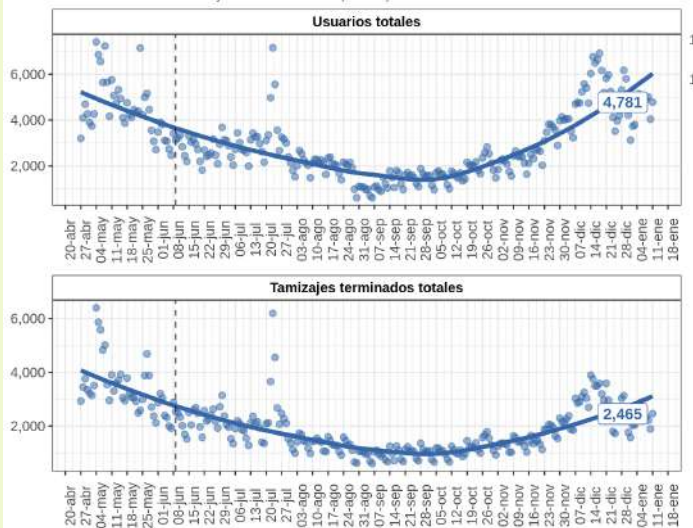 Usuarios totales
6,000
4,781
4,000
2,000
20-abr 27-abr 04-may 11-may 18-may 25-may 01-jun 08-jun 15-jun 22-jun 29-jun 06-jul 13-jul 20-jul 27-jul 03-ago 10-ago 17-ago 24-ago 31-ago 07-sep 14-sep 21-sep 28-sep 05-oct 12-oct 19-oct 26-oct 02-nov 09-nov 16-nov 23-nov 30-nov 07-dic 14-dic 21-dic 28-dic 04-ene 11-ene 18-ene
Tamizajes terminados totales
6,000
4,000
2,465
2,000
20-abr 27-abr 04-may 11-may 18-may 25-may 01-jun 08-jun 15-jun 22-jun 29-jun 06-jul 13-jul 20-jul 27-jul 03-ago 10-ago 17-ago 24-ago 31-ago 07-sep 14-sep 21-sep 28-sep 05-oct 12-oct 19-oct 26-oct 02-nov 09-nov 16-nov 23-nov 30-nov 07-dic 14-dic 21-dic 28-dic 04-ene 11-ene 18-ene